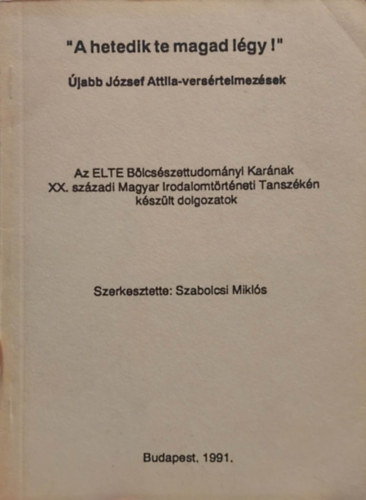 "A hetedik te magad légy !"
Újabb József Attila-versértelmezések
Az ELTE Bölcsészettudományi Karának
XX. századi Magyar Irodalomtörténeti Tanszékén
készült dolgozatok
Szerkesztette: Szabolcsi Miklós
Budapest, 1991.